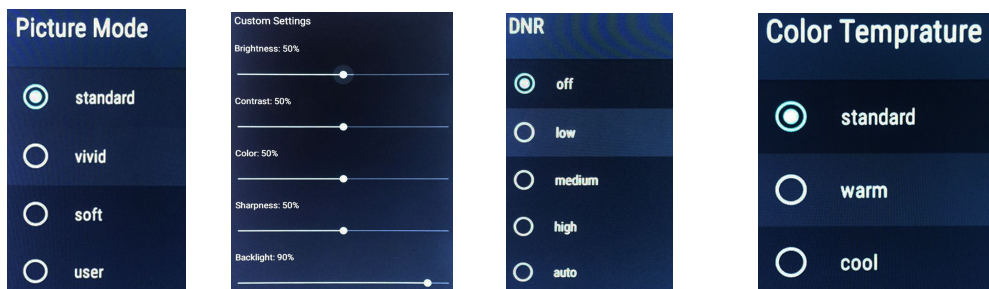 Picture Mode
standard
vivid
soft
user
Custom Settings
Brightness: 50%
Contrast: 50%
Color: 50%
Sharpness: 50%
Backlight: 90%
DNR
off
low
medium
high
auto
Color Temprature
standard
warm
cool